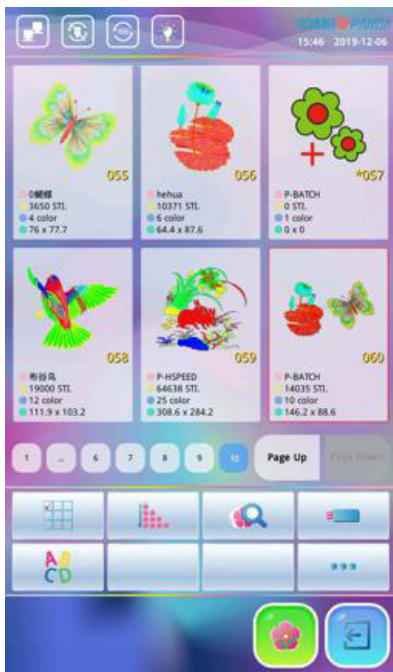 PANDA
15:46 2019-12-06
055
0蝴蝶
3650 STI.
4 color
76 x 77.7
056
hehua
10371 STI.
6 color
64.4 x 87.6
*057
P-BATCH
0 STI.
1 color
0 x 0
058
布谷鸟
19000 STI.
12 color
111.9 x 103.2
059
P-HSPEED
64638 STI.
25 color
308.6 x 284.2
060
P-BATCH
14035 STI.
10 color
146.2 x 88.6
1 ... 6 7 8 9 10 Page Up Page Down
A B
C D